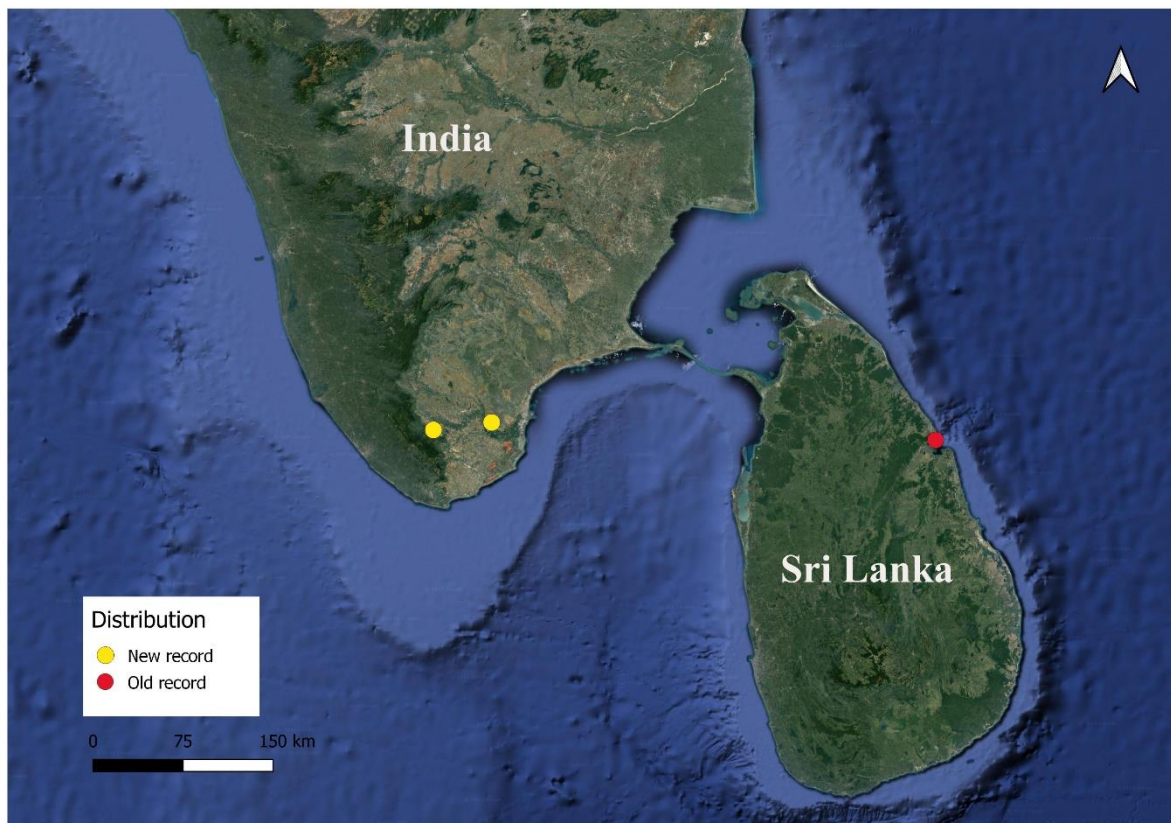 India
Sri Lanka
Distribution
New record
Old record
0 75 150 km